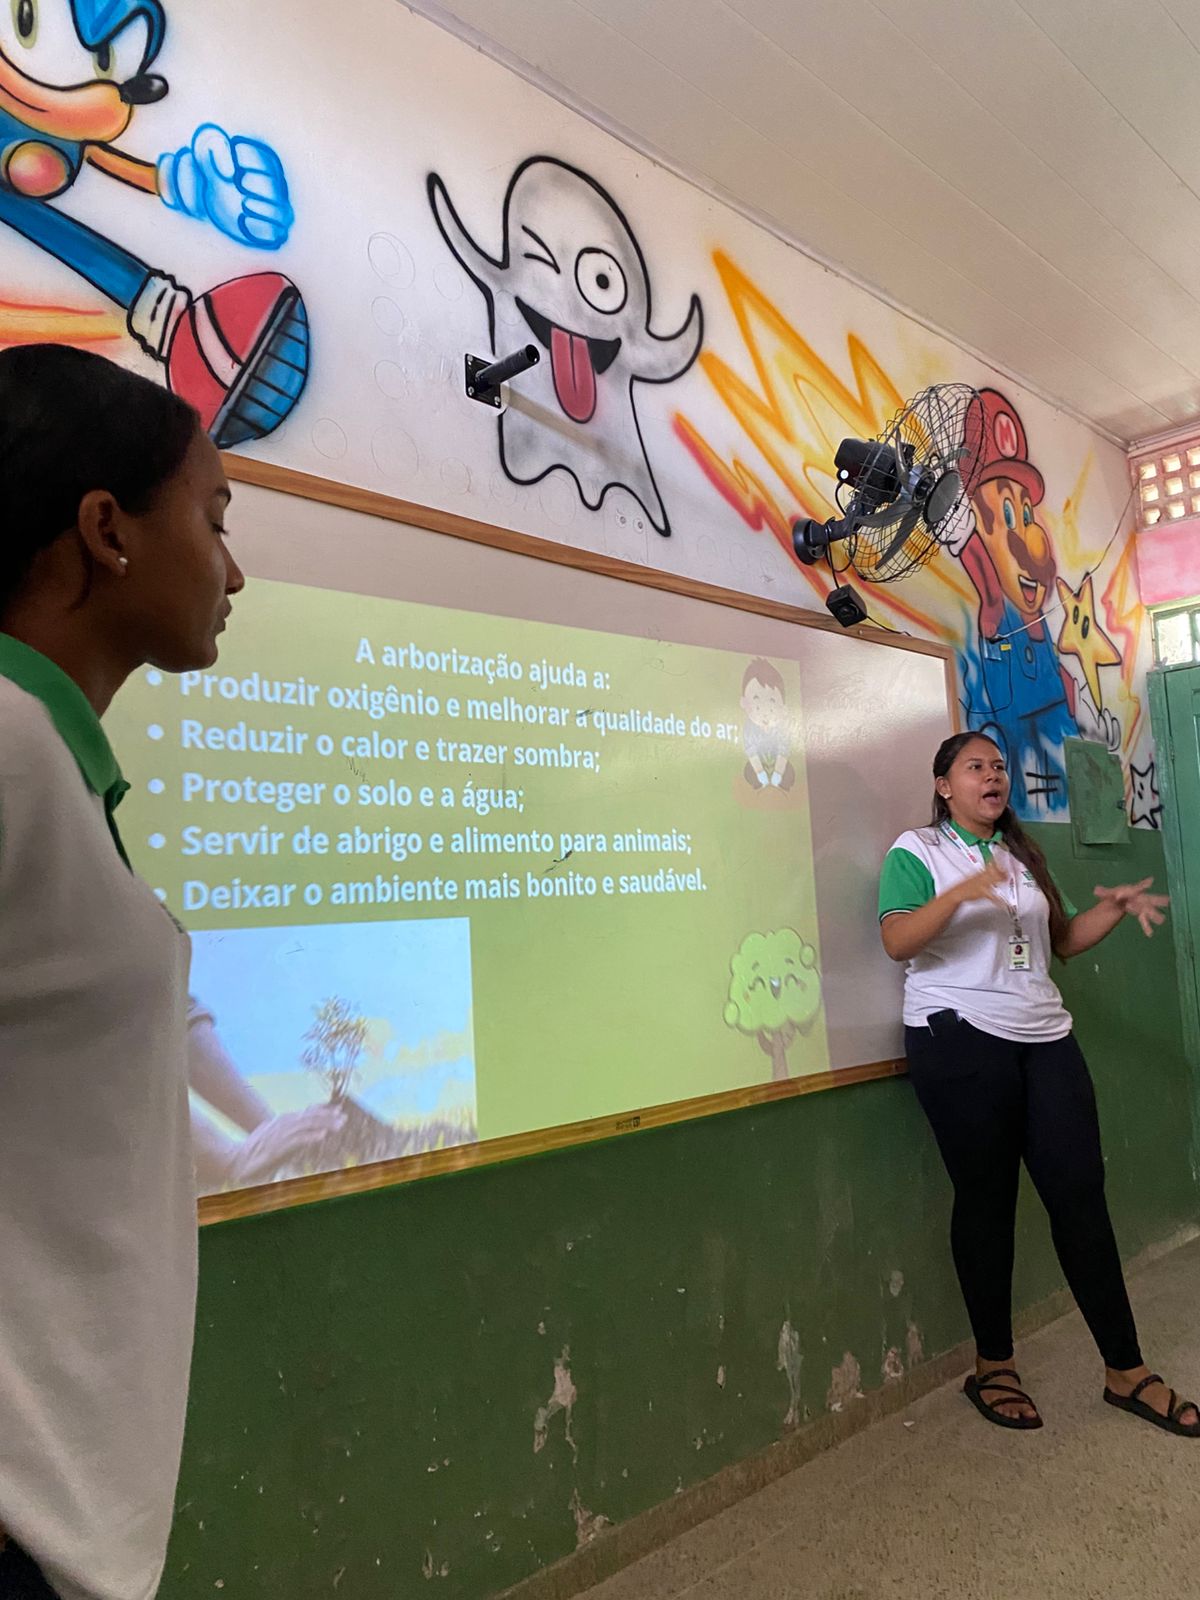 M
A arborização ajuda a:
• Produzir oxigênio e melhorar a qualidade do ar;
• Reduzir o calor e trazer sombra;
• Proteger o solo e a água;
• Servir de abrigo e alimento para animais;
• Deixar o ambiente mais bonito e saudável.